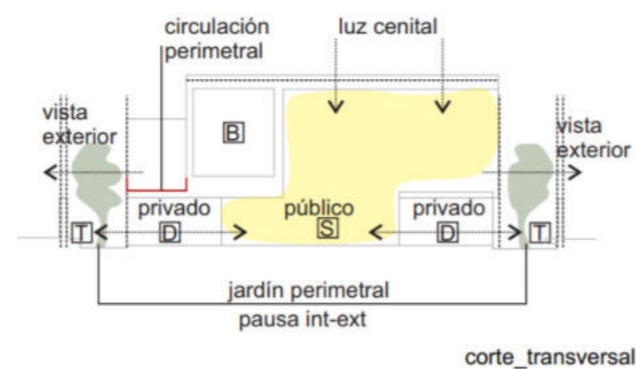 circulación
perimetral
luz cenital
vista
exterior
B
vista
exterior
privado
público
privado
T
D
S
D
T
jardín perimetral
pausa int-ext
corte_transversal